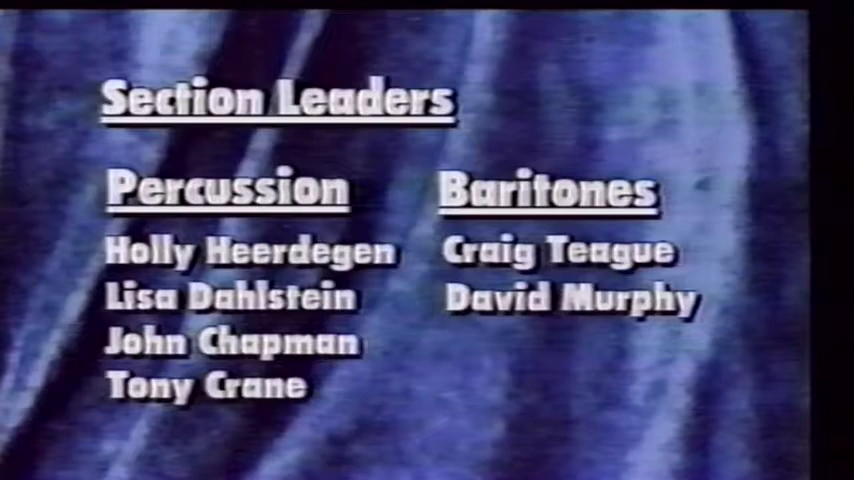 Section Leaders
Percussion
Holly Heerdegen
Lisa Dahlstein
John Chapman
Tony Crane
Baritones
Craig Teague
David Murphy